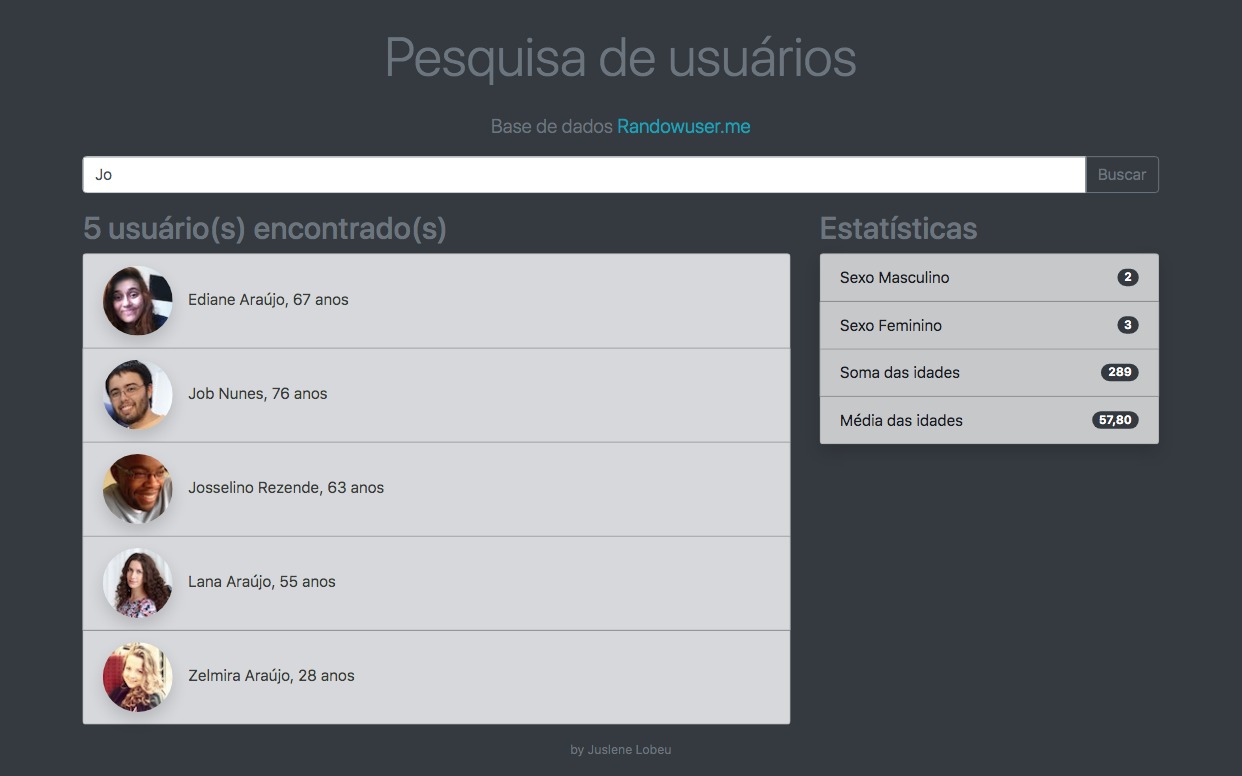 Pesquisa de usuários
Base de dados Randowuser.me
Jo
Buscar
5 usuário(s) encontrado(s)
Ediane Araújo, 67 anos
Job Nunes, 76 anos
Josselino Rezende, 63 anos
Lana Araújo, 55 anos
Zelmira Araújo, 28 anos
Estatísticas
Sexo Masculino 2
Sexo Feminino 3
Soma das idades 289
Média das idades 57,80
by Juslene Lobeu